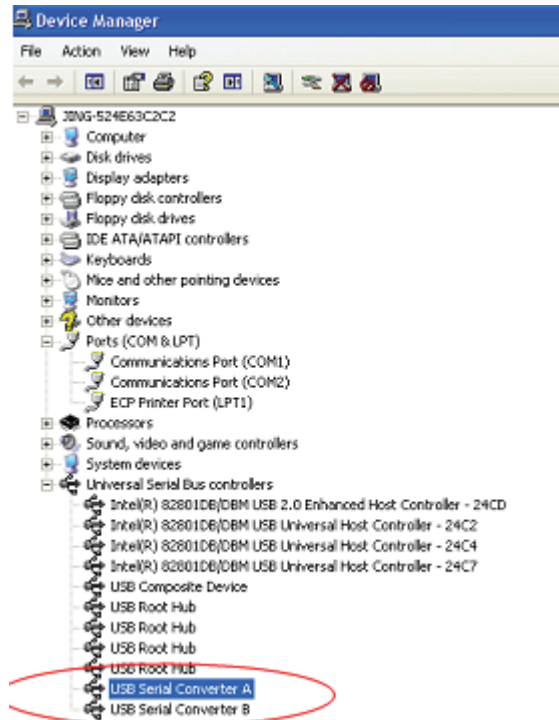 Device Manager
File Action View Help
JING-524E63C2C2
Computer
Disk drives
Display adapters
Floppy disk controllers
Floppy disk drives
IDE ATA/ATAPI controllers
Keyboards
Mice and other pointing devices
Monitors
Other devices
Ports (COM & LPT)
Communications Port (COM1)
Communications Port (COM2)
ECP Printer Port (LPT1)
Processors
Sound, video and game controllers
System devices
Universal Serial Bus controllers
Intel(R) 82801DB/DBM USB 2.0 Enhanced Host Controller - 24CD
Intel(R) 82801DB/DBM USB Universal Host Controller - 24C2
Intel(R) 82801DB/DBM USB Universal Host Controller - 24C4
Intel(R) 82801DB/DBM USB Universal Host Controller - 24C7
USB Composite Device
USB Root Hub
USB Root Hub
USB Root Hub
USB Root Hub
USB Serial Converter A
USB Serial Converter B